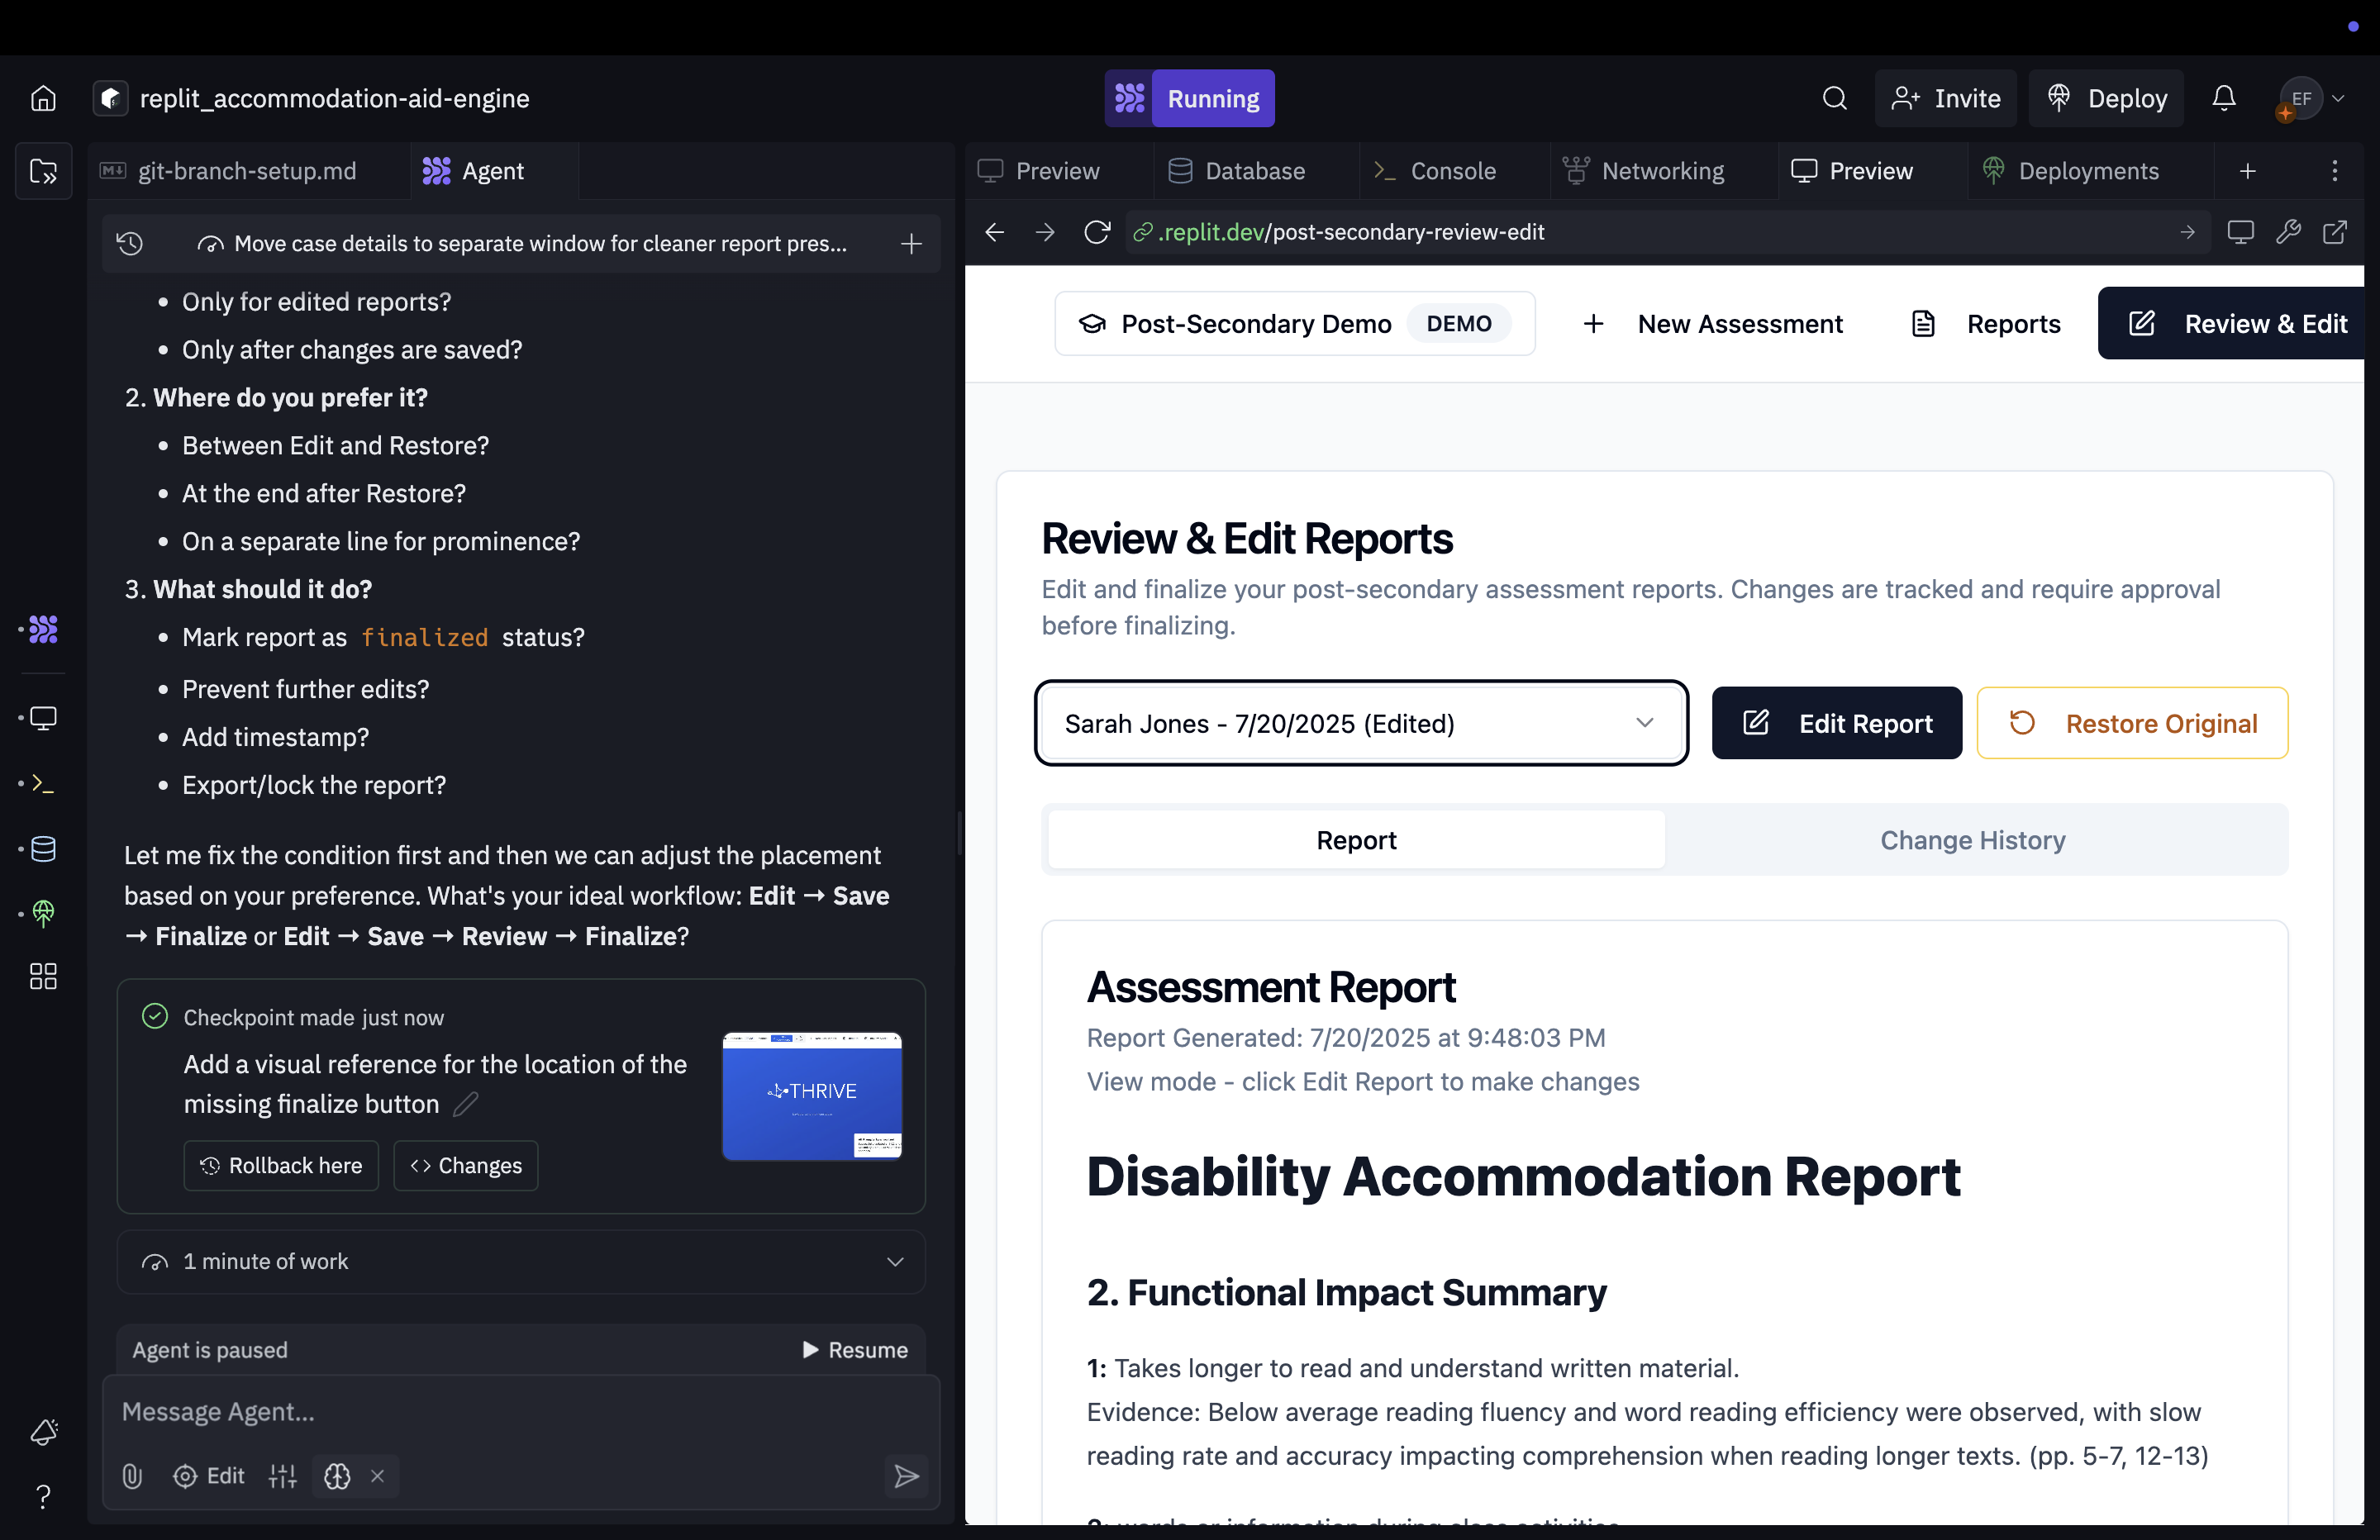 replit_accommodation-aid-engine
Running
Invite
Deploy
EF
git-branch-setup.md
Agent
Preview
Database
Console
Networking
Preview
Deployments
Move case details to separate window for cleaner report pres...
.replit.dev/post-secondary-review-edit
• Only for edited reports?
• Only after changes are saved?
2. Where do you prefer it?
• Between Edit and Restore?
• At the end after Restore?
• On a separate line for prominence?
3. What should it do?
• Mark report as finalized status?
• Prevent further edits?
• Add timestamp?
• Export/lock the report?
Let me fix the condition first and then we can adjust the placement
based on your preference. What's your ideal workflow: Edit → Save
→ Finalize or Edit → Save → Review → Finalize?
Checkpoint made just now
Add a visual reference for the location of the
missing finalize button
THRIVE
Rollback here
Changes
1 minute of work
Agent is paused
Resume
Message Agent...
Edit
Post-Secondary Demo DEMO
New Assessment
Reports
Review & Edit
Review & Edit Reports
Edit and finalize your post-secondary assessment reports. Changes are tracked and require approval
before finalizing.
Sarah Jones - 7/20/2025 (Edited)
Edit Report
Restore Original
Report
Change History
Assessment Report
Report Generated: 7/20/2025 at 9:48:03 PM
View mode - click Edit Report to make changes
Disability Accommodation Report
2. Functional Impact Summary
1: Takes longer to read and understand written material.
Evidence: Below average reading fluency and word reading efficiency were observed, with slow
reading rate and accuracy impacting comprehension when reading longer texts. (pp. 5-7, 12-13)